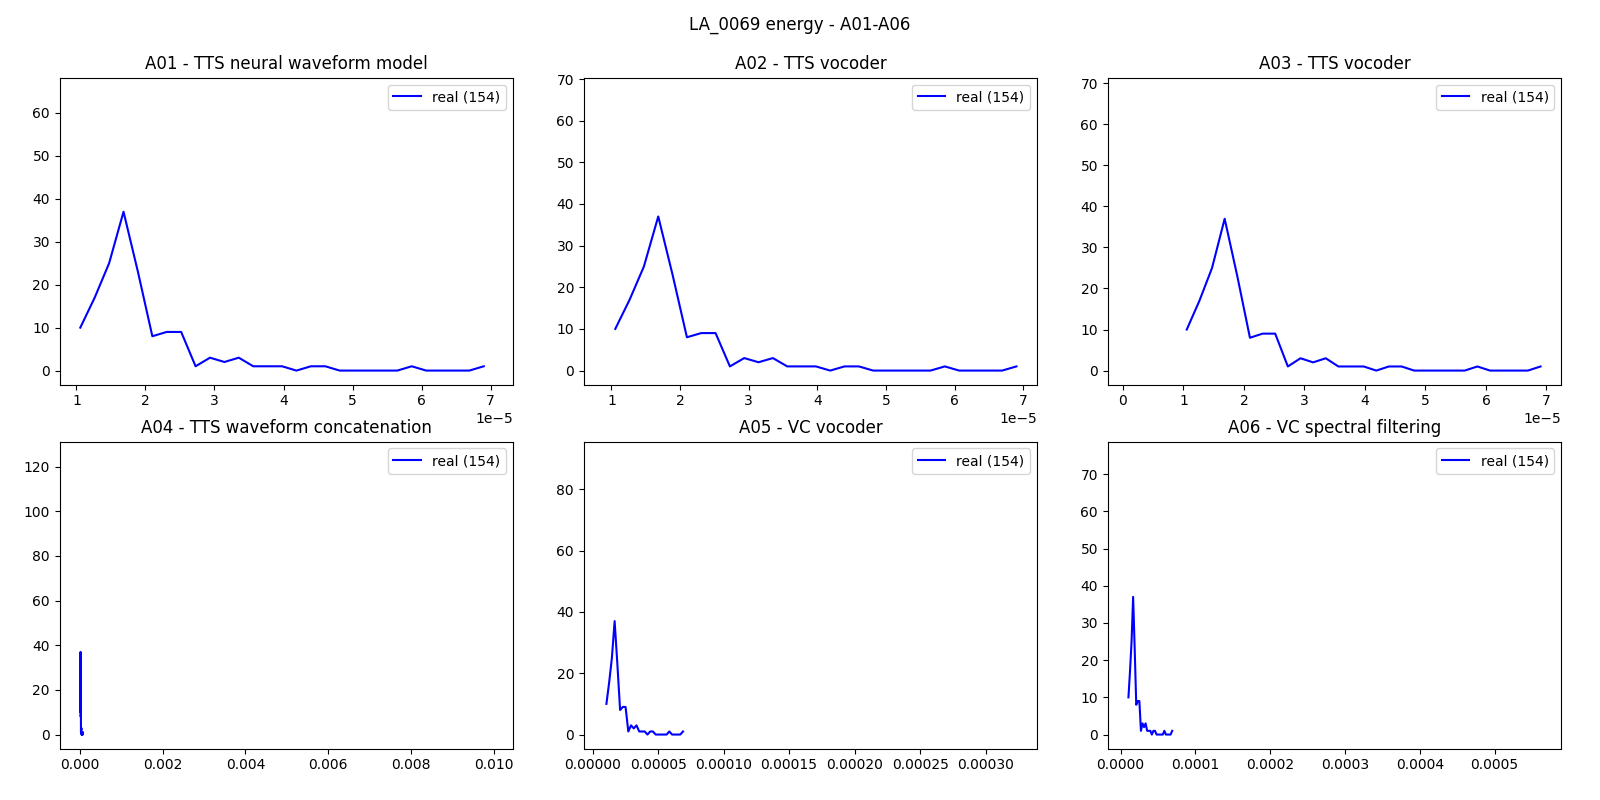 LA_0069 energy - A01-A06
A01 - TTS neural waveform model
real (154)
60
50
40
30
20
10
0
1 2 3 4 5 6 7
1e−5
A02 - TTS vocoder
real (154)
70
60
50
40
30
20
10
0
1 2 3 4 5 6 7
1e−5
A03 - TTS vocoder
real (154)
70
60
50
40
30
20
10
0
0 1 2 3 4 5 6 7
1e−5
A04 - TTS waveform concatenation
real (154)
120
100
80
60
40
20
0
0.000 0.002 0.004 0.006 0.008 0.010
A05 - VC vocoder
real (154)
80
60
40
20
0
0.00000 0.00005 0.00010 0.00015 0.00020 0.00025 0.00030
A06 - VC spectral filtering
real (154)
70
60
50
40
30
20
10
0
0.0000 0.0001 0.0002 0.0003 0.0004 0.0005